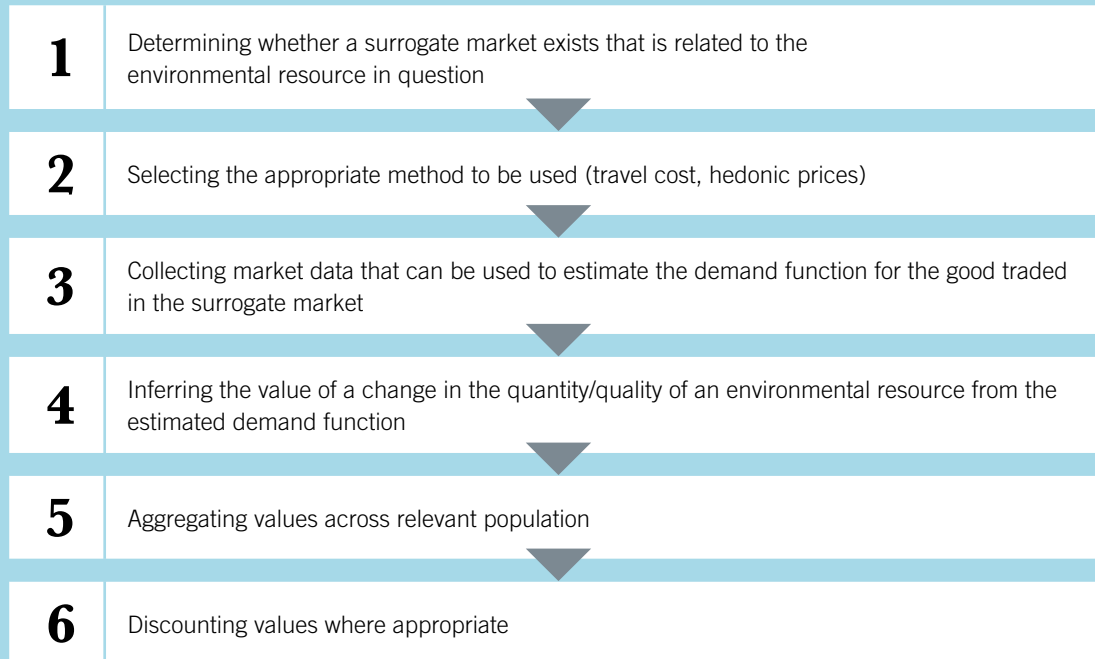 1
Determining whether a surrogate market exists that is related to the
environmental resource in question
2
Selecting the appropriate method to be used (travel cost, hedonic prices)
3
Collecting market data that can be used to estimate the demand function for the good traded
in the surrogate market
4
Inferring the value of a change in the quantity/quality of an environmental resource from the
estimated demand function
5
Aggregating values across relevant population
6
Discounting values where appropriate